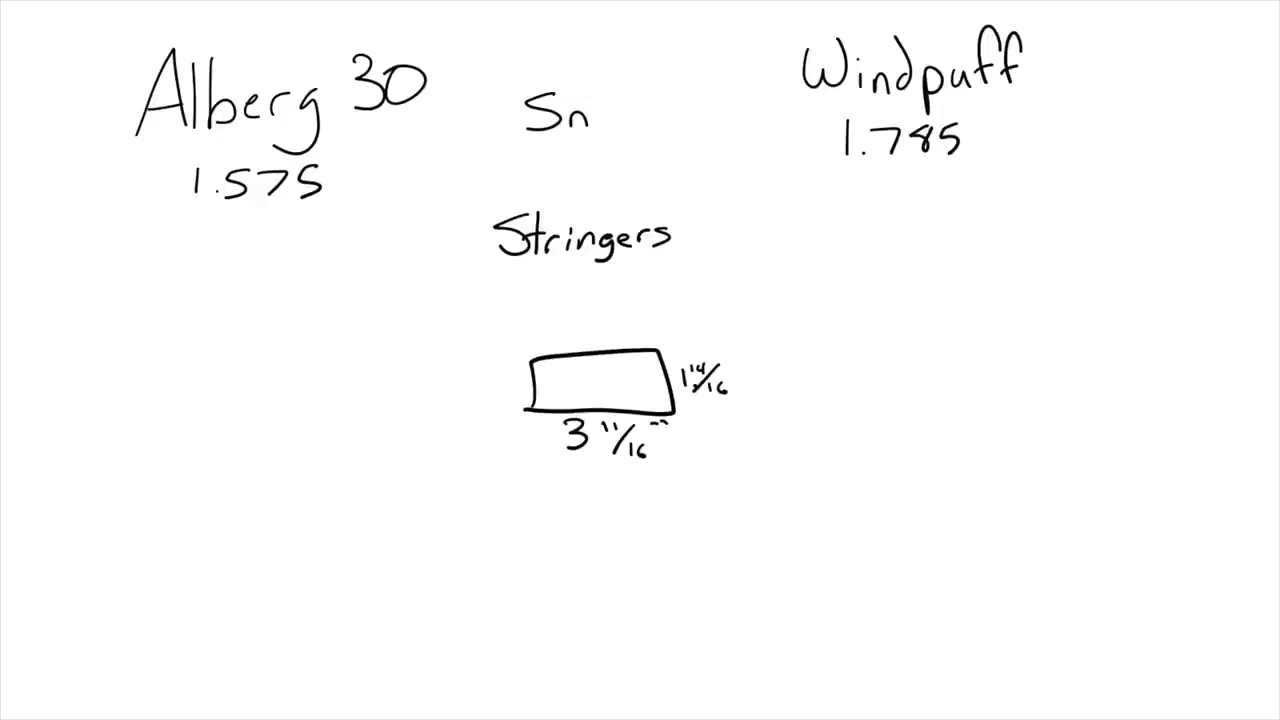 Alberg 30
1.575
Sn
Windpuff
1.785
Stringers
1 14/16
3 11/16"